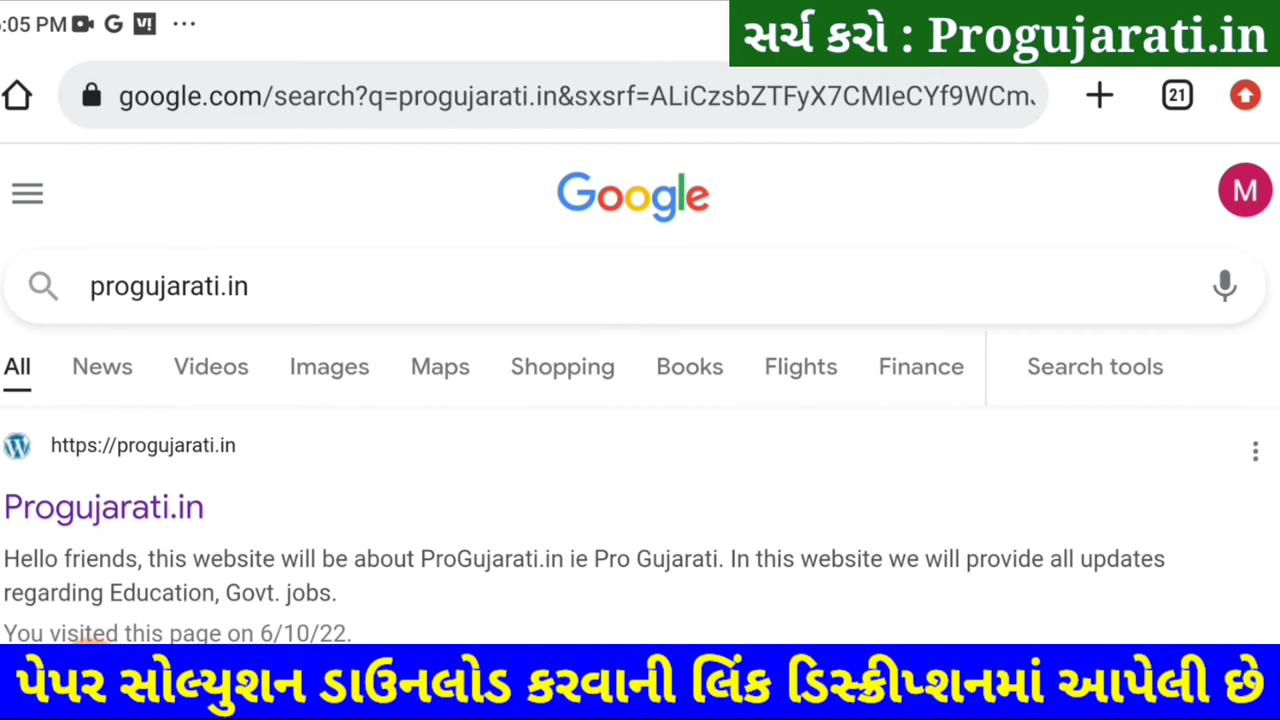 :05 PM G ...
સર્ચ કરો : Progujarati.in
google.com/search?q=progujarati.in&sxsrf=ALiCzsbZTFyX7CMIeCYf9WCm
21
Google
M
progujarati.in
All News Videos Images Maps Shopping Books Flights Finance Search tools
https://progujarati.in
Progujarati.in
Hello friends, this website will be about ProGujarati.in ie Pro Gujarati. In this website we will provide all updates
regarding Education, Govt. jobs.
You visited this page on 6/10/22.
પેપર સોલ્યુશન ડાઉનલોડ કરવાની લિંક ડિસ્ક્રીપ્શનમાં આપેલી છે